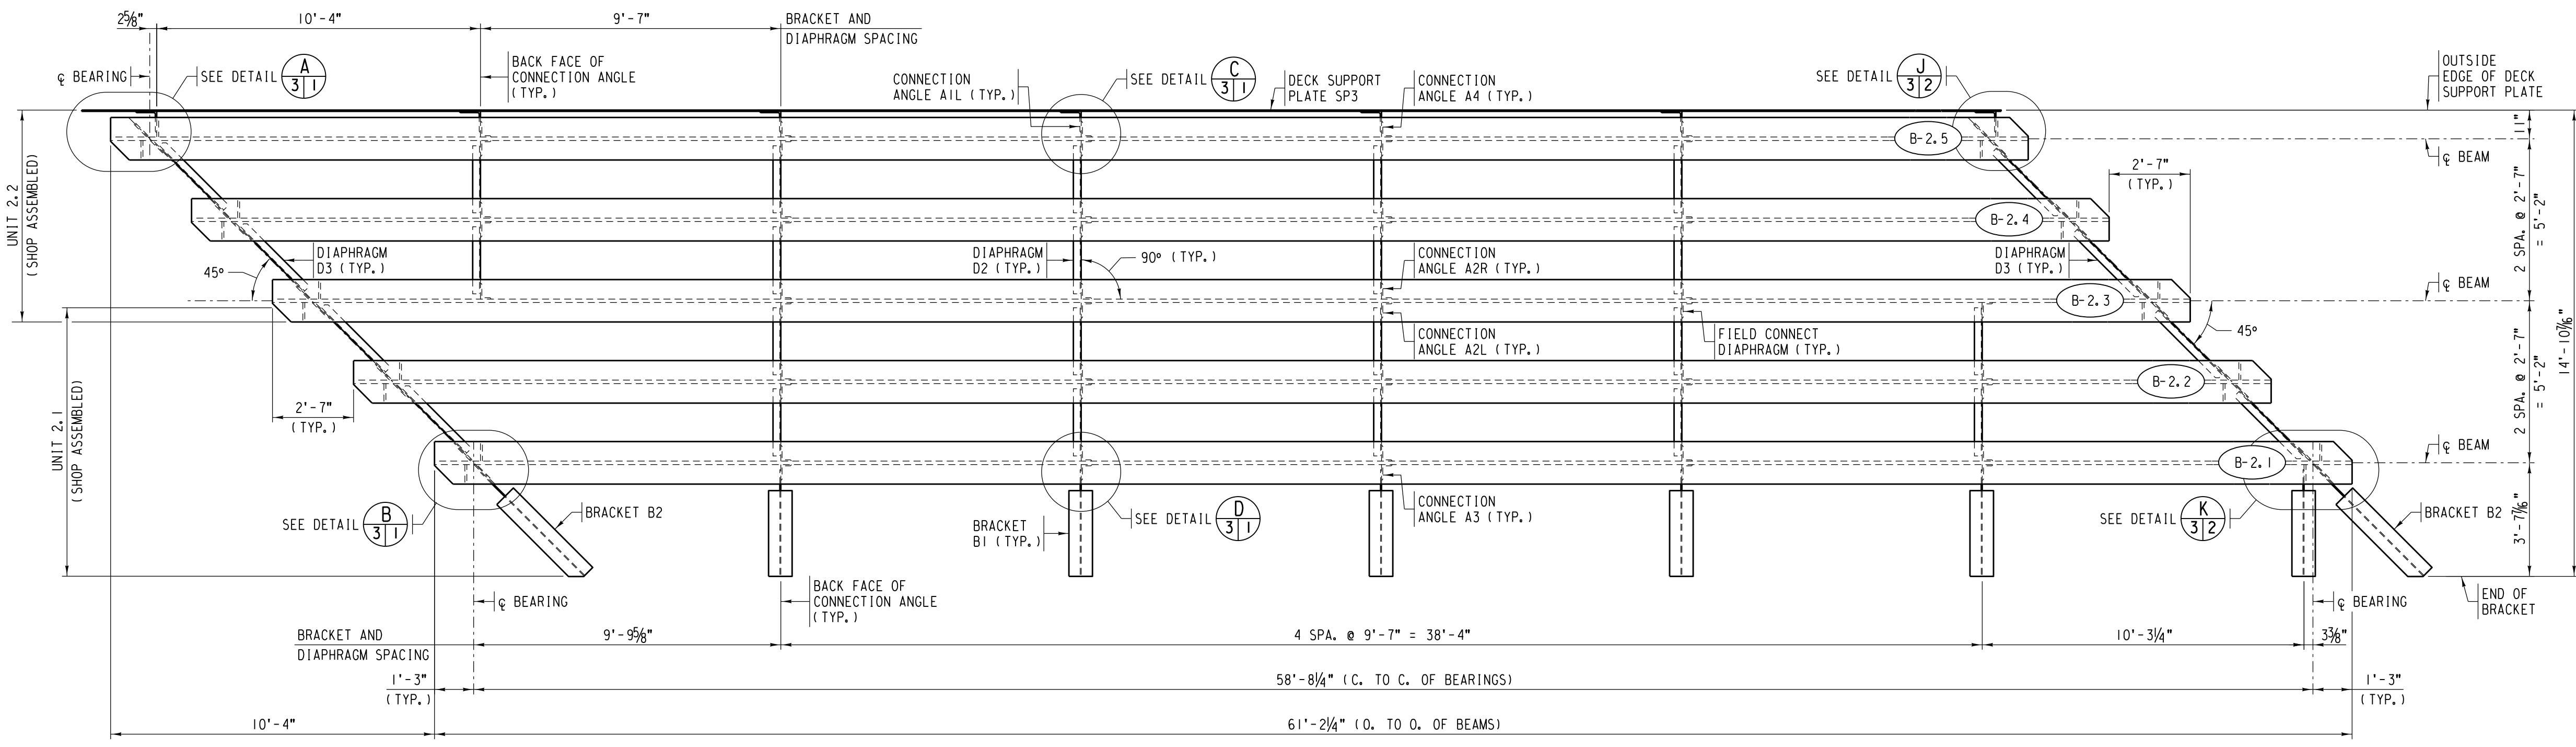 2⅝"
10'-4"
9'-7"
BRACKET AND
DIAPHRAGM SPACING
℄ BEARING
SEE DETAIL
A
3 1
BACK FACE OF
CONNECTION ANGLE
(TYP.)
CONNECTION
ANGLE A1L (TYP.)
SEE DETAIL
C
3 1
DECK SUPPORT
PLATE SP3
CONNECTION
ANGLE A4 (TYP.)
SEE DETAIL
J
3 2
OUTSIDE
EDGE OF DECK
SUPPORT PLATE
11"
B-2.5
℄ BEAM
2'-7"
(TYP.)
UNIT 2.2
(SHOP ASSEMBLED)
B-2.4
2 SPA. @ 2'-7"
= 5'-2"
45°
DIAPHRAGM
D3 (TYP.)
DIAPHRAGM
D2 (TYP.)
90° (TYP.)
CONNECTION
ANGLE A2R (TYP.)
DIAPHRAGM
D3 (TYP.)
B-2.3
℄ BEAM
CONNECTION
ANGLE A2L (TYP.)
FIELD CONNECT
DIAPHRAGM (TYP.)
45°
14'-10⁷⁄₁₆"
UNIT 2.1
(SHOP ASSEMBLED)
2'-7"
(TYP.)
B-2.2
2 SPA. @ 2'-7"
= 5'-2"
B-2.1
℄ BEAM
SEE DETAIL
B
3 1
BRACKET B2
BRACKET
B1 (TYP.)
SEE DETAIL
D
3 1
CONNECTION
ANGLE A3 (TYP.)
SEE DETAIL
K
3 2
BRACKET B2
3'-7⁷⁄₁₆"
℄ BEARING
BACK FACE OF
CONNECTION ANGLE
(TYP.)
℄ BEARING
END OF
BRACKET
BRACKET AND
DIAPHRAGM SPACING
9'-9⅝"
4 SPA. @ 9'-7" = 38'-4"
10'-3¼"
3⅜"
1'-3"
(TYP.)
58'-8¼" (C. TO C. OF BEARINGS)
1'-3"
(TYP.)
10'-4"
61'-2¼" (O. TO O. OF BEAMS)